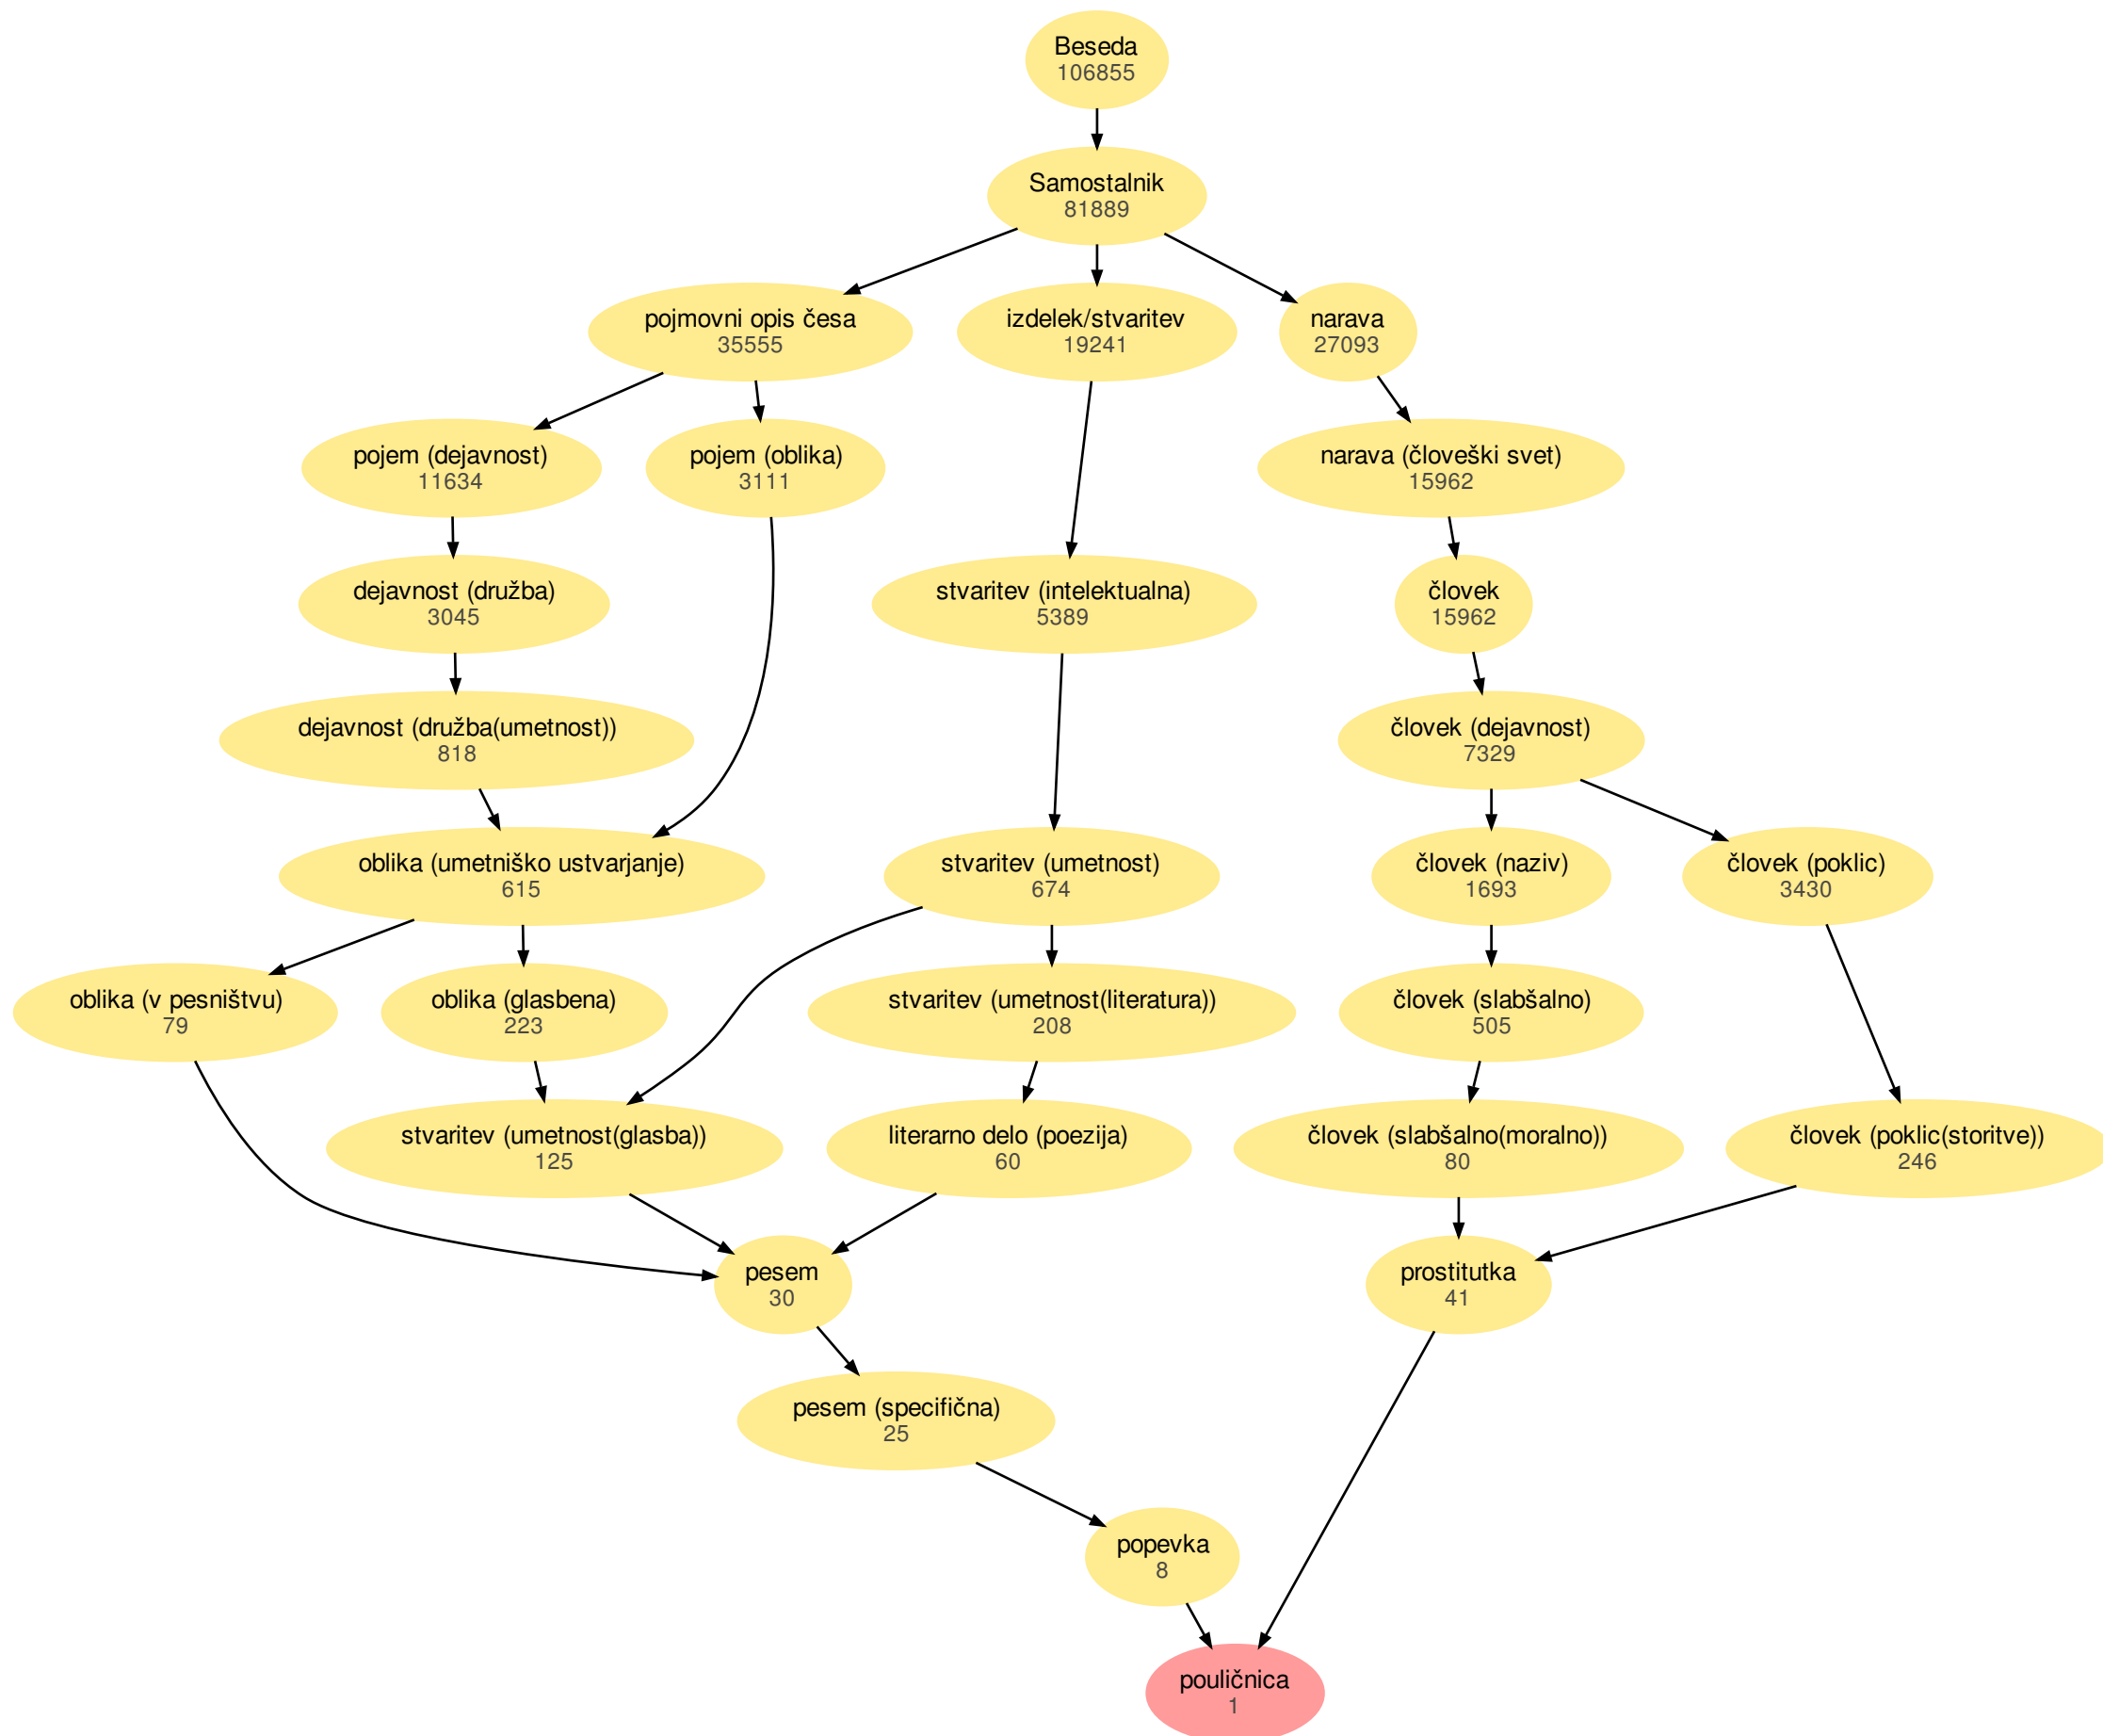 Beseda
106855
Samostalnik
81889
pojmovni opis česa
35555
izdelek/stvaritev
19241
narava
27093
pojem (dejavnost)
11634
pojem (oblika)
3111
narava (človeški svet)
15962
dejavnost (družba)
3045
stvaritev (intelektualna)
5389
človek
15962
dejavnost (družba(umetnost))
818
človek (dejavnost)
7329
oblika (umetniško ustvarjanje)
615
stvaritev (umetnost)
674
človek (naziv)
1693
človek (poklic)
3430
oblika (v pesništvu)
79
oblika (glasbena)
223
stvaritev (umetnost(literatura))
208
človek (slabšalno)
505
stvaritev (umetnost(glasba))
125
literarno delo (poezija)
60
človek (slabšalno(moralno))
80
človek (poklic(storitve))
246
pesem
30
prostitutka
41
pesem (specifična)
25
popevka
8
pouličnica
1